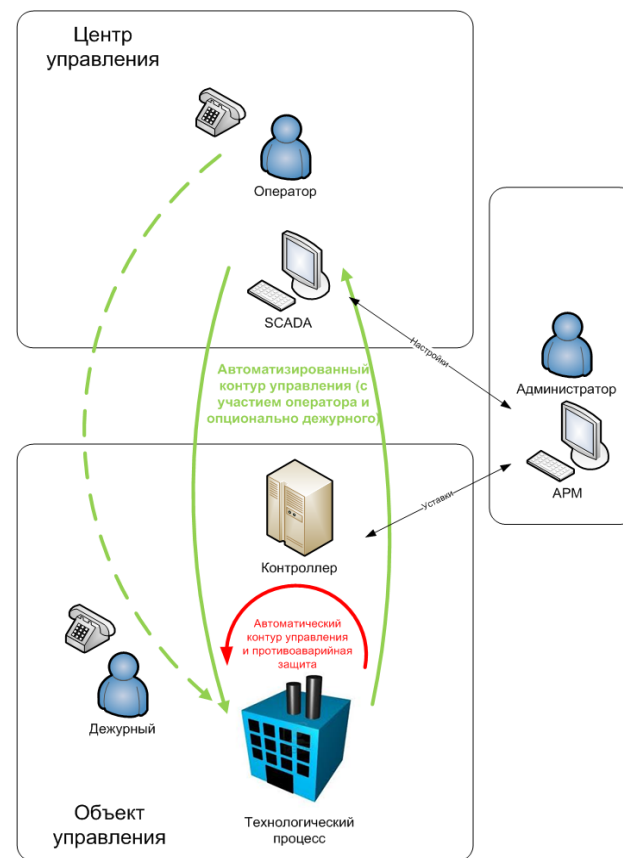 Центр
управления
Оператор
SCADA
Настройки
Администратор
АРМ
Автоматизированный
контур управления (с
участием оператора и
опционально дежурного)
Уставки
Контроллер
Автоматический
контур управления
и противоаварийная
защита
Дежурный
Технологический
процесс
Объект
управления